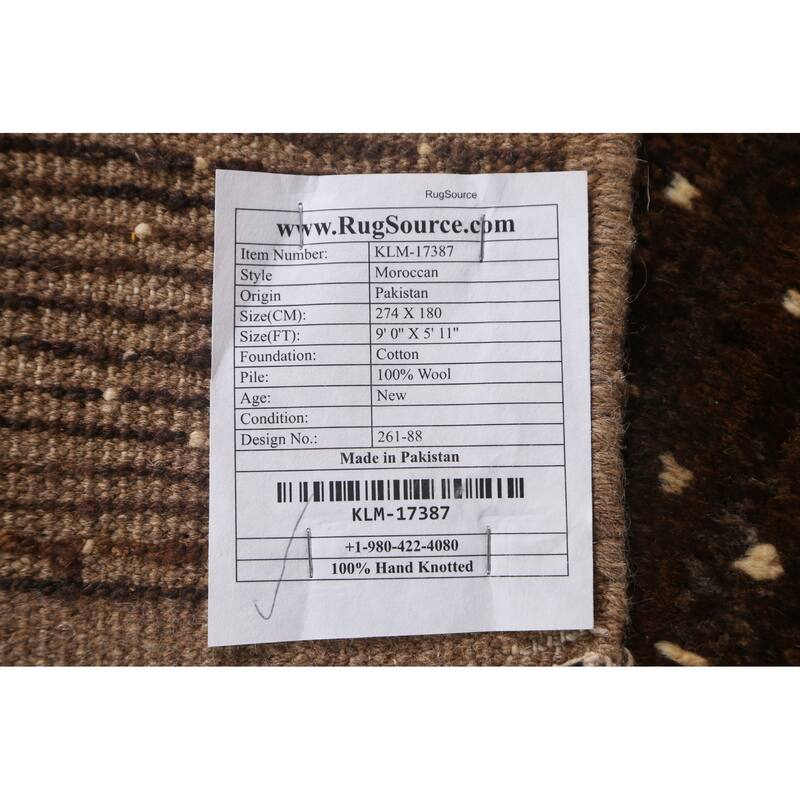 RugSource
www.RugSource.com
Item Number: KLM-17387
Style Moroccan
Origin Pakistan
Size(CM): 274 X 180
Size(FT): 9' 0" X 5' 11"
Foundation: Cotton
Pile: 100% Wool
Age: New
Condition:
Design No.: 261-88
Made in Pakistan
KLM-17387
+1-980-422-4080
100% Hand Knotted